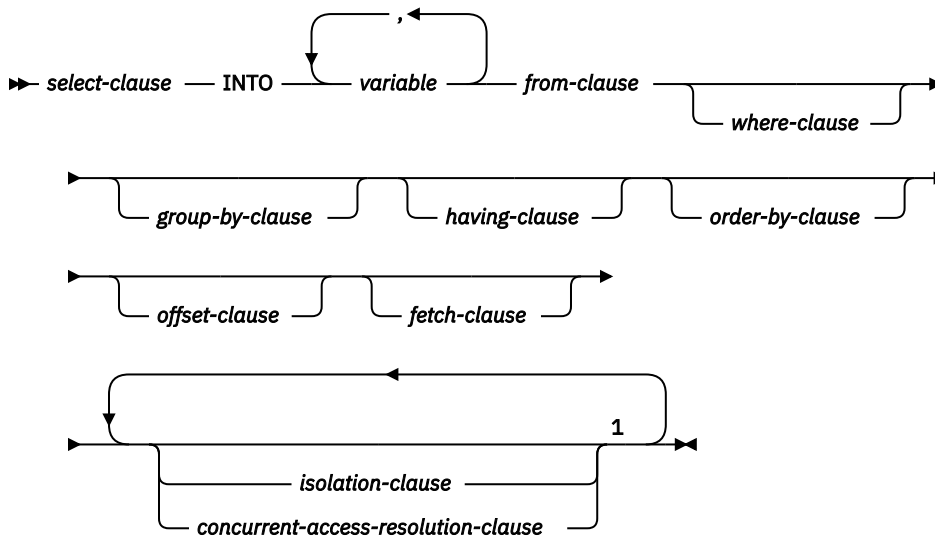 ,
select-clause INTO variable from-clause
where-clause
group-by-clause having-clause order-by-clause
offset-clause fetch-clause
1
isolation-clause
concurrent-access-resolution-clause